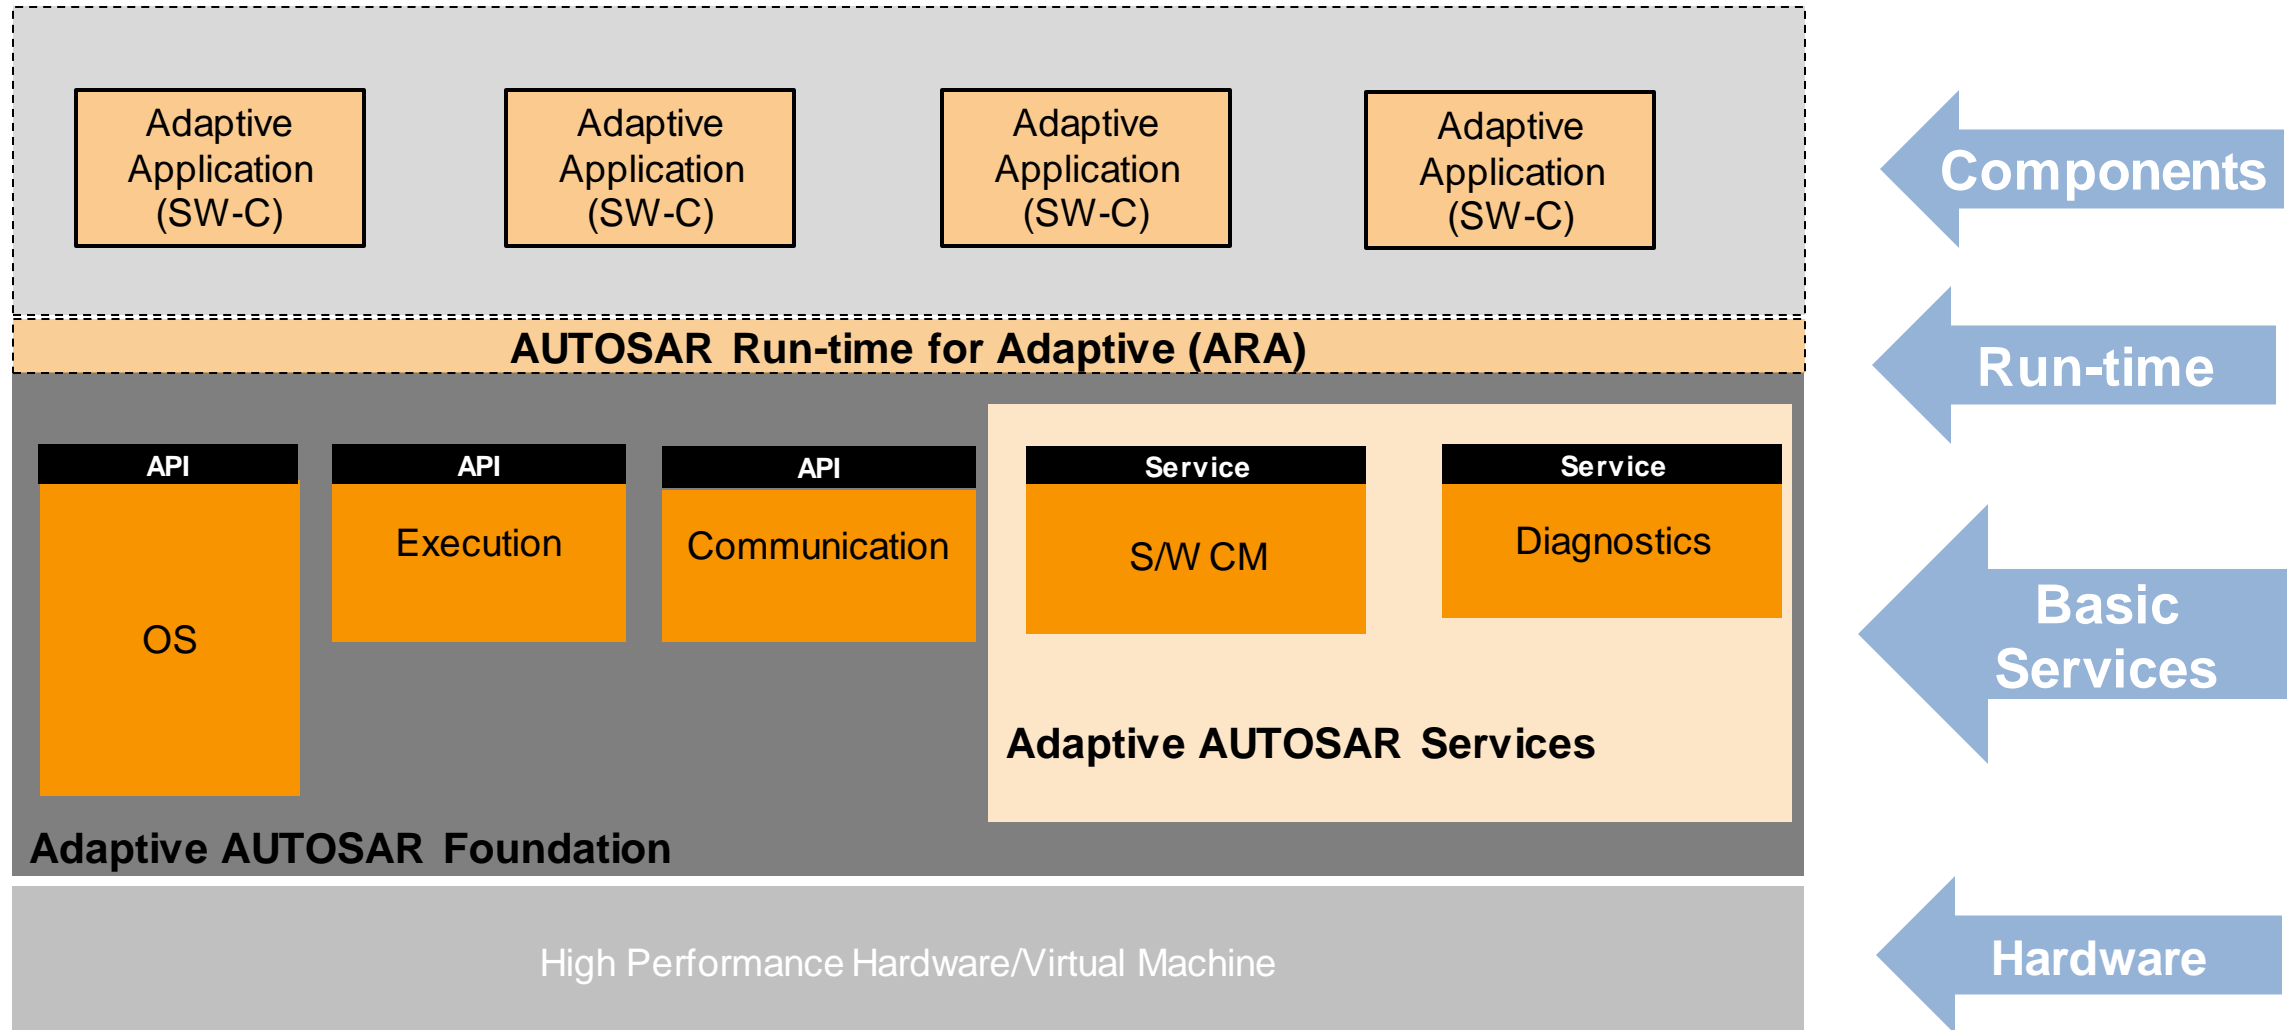 Adaptive
Application
(SW-C)
Adaptive
Application
(SW-C)
Adaptive
Application
(SW-C)
Adaptive
Application
(SW-C)
Components
AUTOSAR Run-time for Adaptive (ARA)
Run-time
API
OS
API
Execution
API
Communication
Service
S/W CM
Service
Diagnostics
Adaptive AUTOSAR Services
Basic
Services
Adaptive AUTOSAR Foundation
High Performance Hardware/Virtual Machine
Hardware